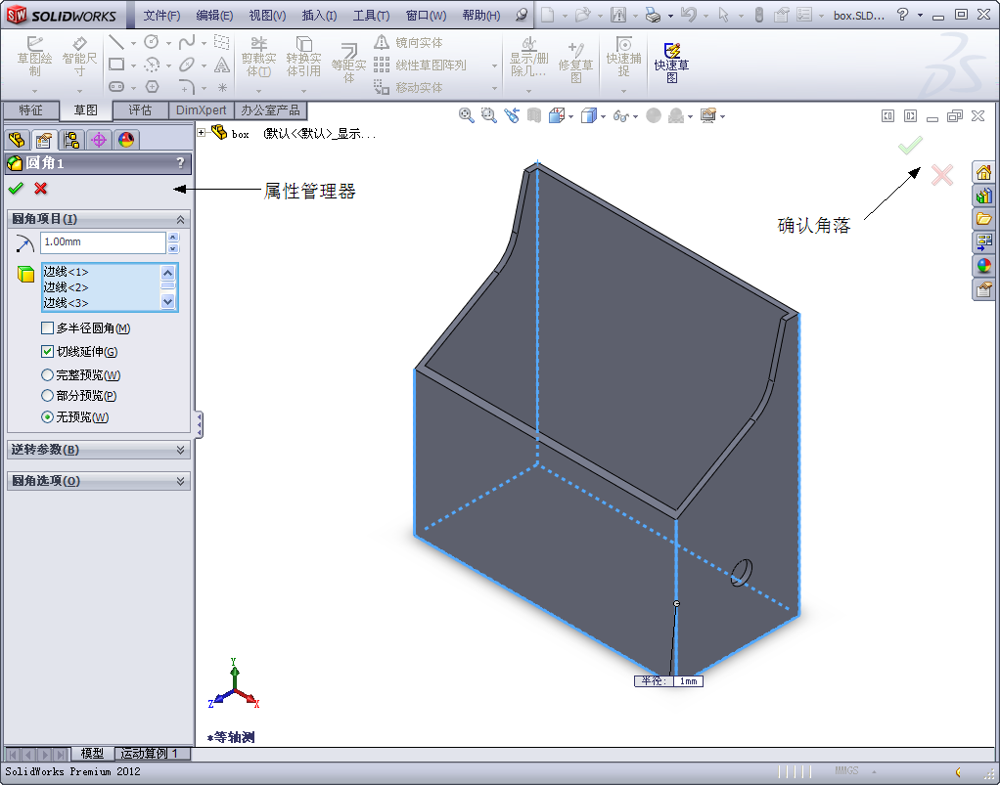 SOLIDWORKS 文件(F) 编辑(E) 视图(V) 插入(I) 工具(T) 窗口(W) 帮助(H) box.SLD... ?
草图绘制
智能尺寸
剪裁实体(T)
转换实体引用
等距实体
镜向实体
线性草图阵列
移动实体
显示/删除几...
修复草图
快速捕捉
快速草图
特征 草图 评估 DimXpert 办公室产品
box (默认<<默认>_显示...
圆角1 ?
属性管理器
确认角落
圆角项目(I)
1.00mm
边线<1>
边线<2>
边线<3>
多半径圆角(M)
切线延伸(G)
完整预览(W)
部分预览(P)
无预览(W)
逆转参数(B)
圆角选项(O)
半径: 1mm
Y
Z X
*等轴测
模型 运动算例 1
SolidWorks Premium 2012 MMGS